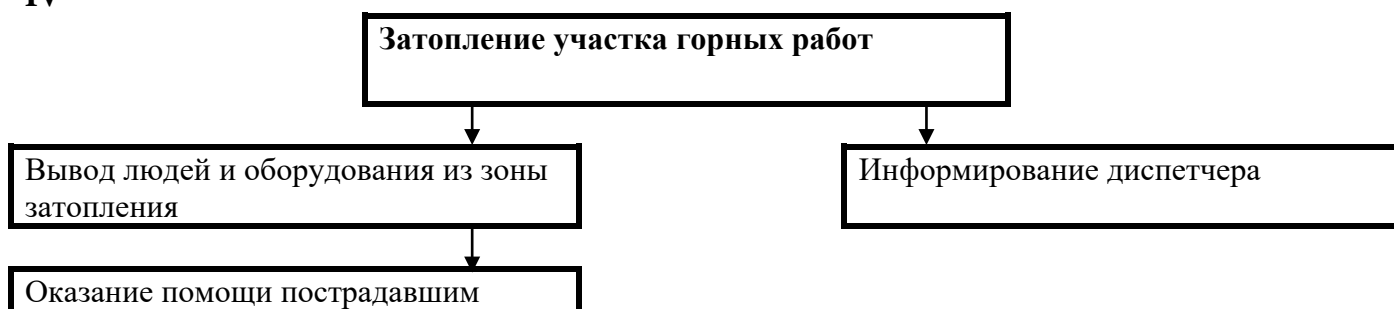 Затопление участка горных работ
Вывод людей и оборудования из зоны
затопления
Информирование диспетчера
Оказание помощи пострадавшим